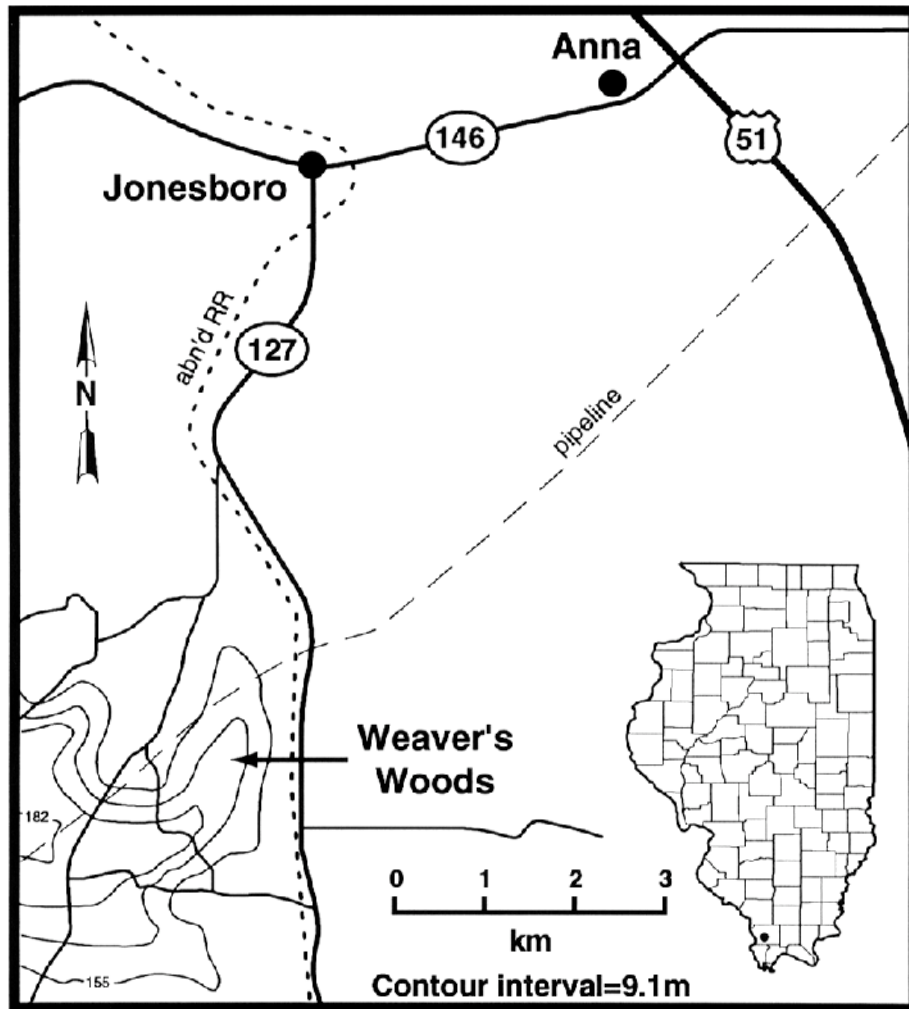 Anna
146
51
Jonesboro
abn'd RR
127
N
pipeline
Weaver's
Woods
182
0 1 2 3
km
155
Contour interval=9.1m